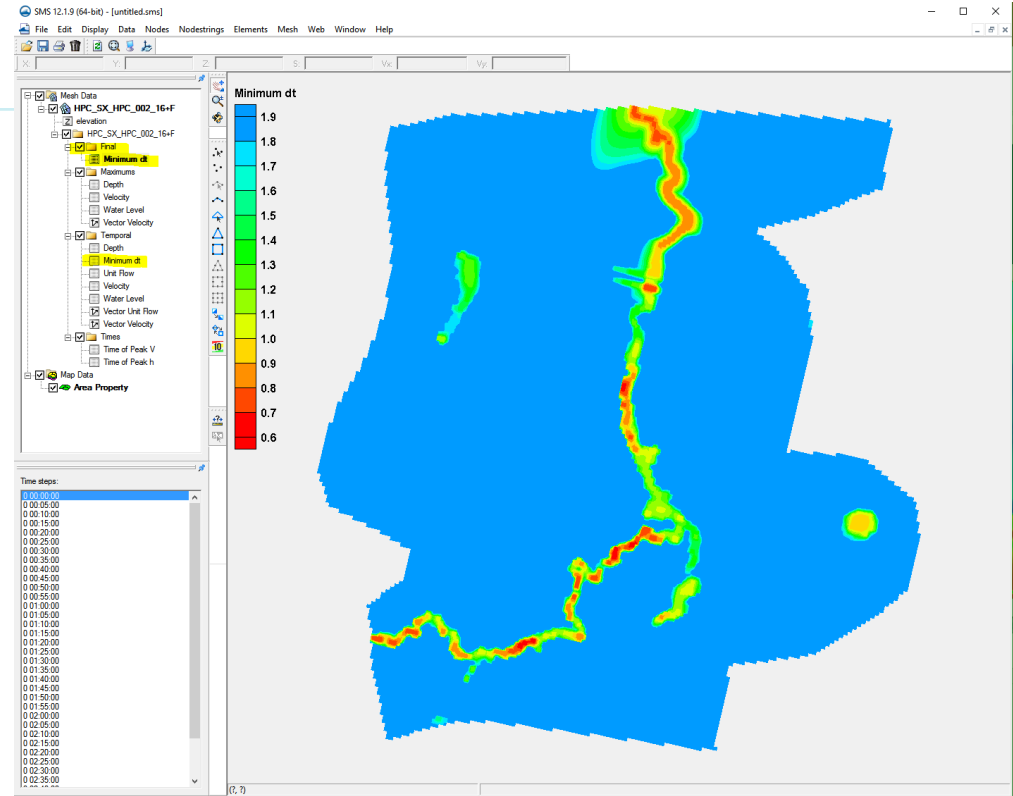 SMS 12.1.9 (64-bit) - [untitled.sms]
File Edit Display Data Nodes Nodestrings Elements Mesh Web Window Help
X: Y: Z: S: Vx: Vy:
Mesh Data
HPC_SX_HPC_002_16+F
elevation
HPC_SX_HPC_002_16+F
Final
Minimum dt
Maximums
Depth
Velocity
Water Level
Vector Velocity
Temporal
Depth
Minimum dt
Unit Flow
Velocity
Water Level
Vector Unit Flow
Vector Velocity
Times
Time of Peak V
Time of Peak h
Map Data
Area Property
Time steps:
0 00:00:00
0 00:05:00
0 00:10:00
0 00:15:00
0 00:20:00
0 00:25:00
0 00:30:00
0 00:35:00
0 00:40:00
0 00:45:00
0 00:50:00
0 00:55:00
0 01:00:00
0 01:05:00
0 01:10:00
0 01:15:00
0 01:20:00
0 01:25:00
0 01:30:00
0 01:35:00
0 01:40:00
0 01:45:00
0 01:50:00
0 01:55:00
0 02:00:00
0 02:05:00
0 02:10:00
0 02:15:00
0 02:20:00
0 02:25:00
0 02:30:00
0 02:35:00
Minimum dt
1.9
1.8
1.7
1.6
1.5
1.4
1.3
1.2
1.1
1.0
0.9
0.8
0.7
0.6
10
(?, ?)